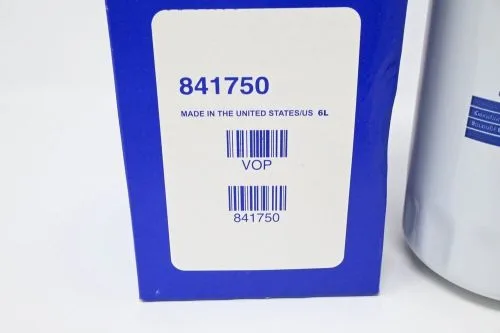 841750
MADE IN THE UNITED STATES/US 6L
VOP
841750